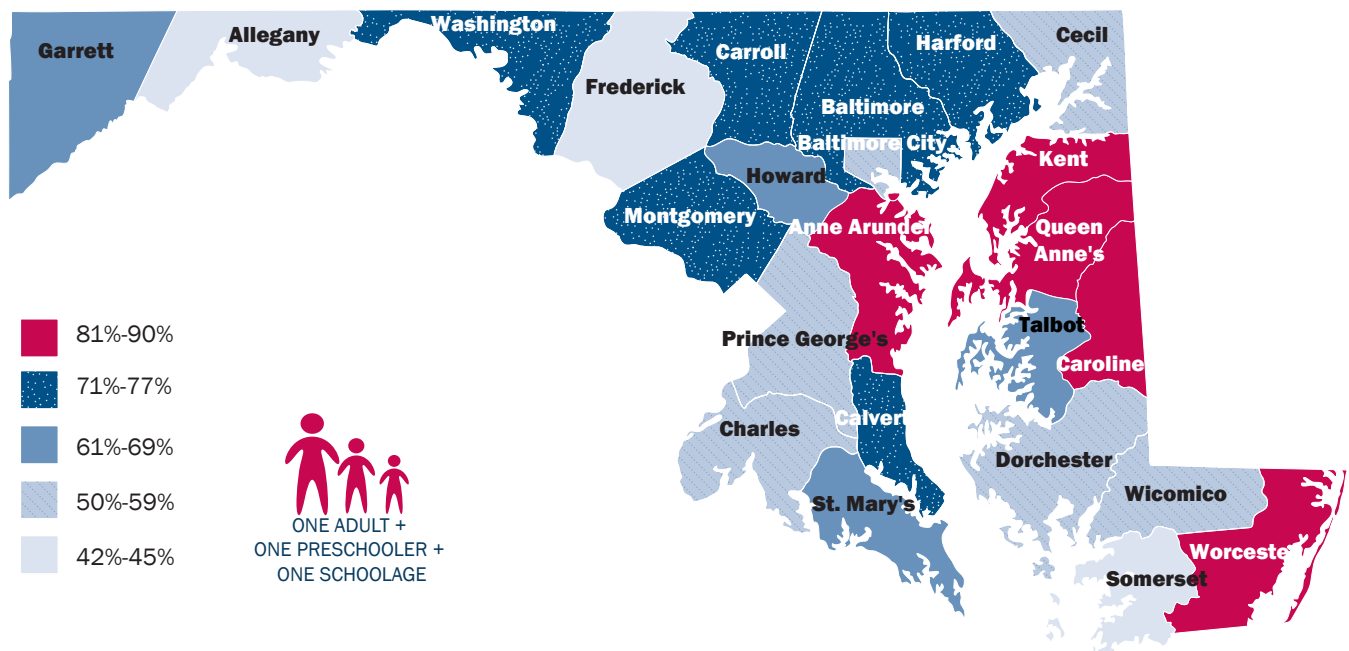 Garrett
Allegany
Washington
Frederick
Carroll
Baltimore
Harford
Cecil
Baltimore City
Howard
Montgomery
Anne Arundel
Kent
Queen
Anne's
Talbot
Caroline
Prince George's
Calvert
Charles
St. Mary's
Dorchester
Wicomico
Worceste
Somerset
81%-90%
71%-77%
61%-69%
50%-59%
42%-45%
ONE ADULT +
ONE PRESCHOOLER +
ONE SCHOOLAGE